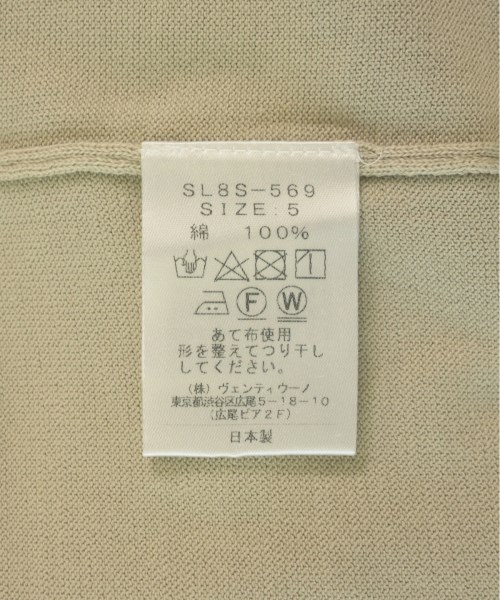 SL8S-569
SIZE:5
綿 100%
F W
あて布使用
形を整えてつり干し
してください。
(株)ヴェンティウーノ
東京都渋谷区広尾5-18-10
(広尾ピア2F)
日本製